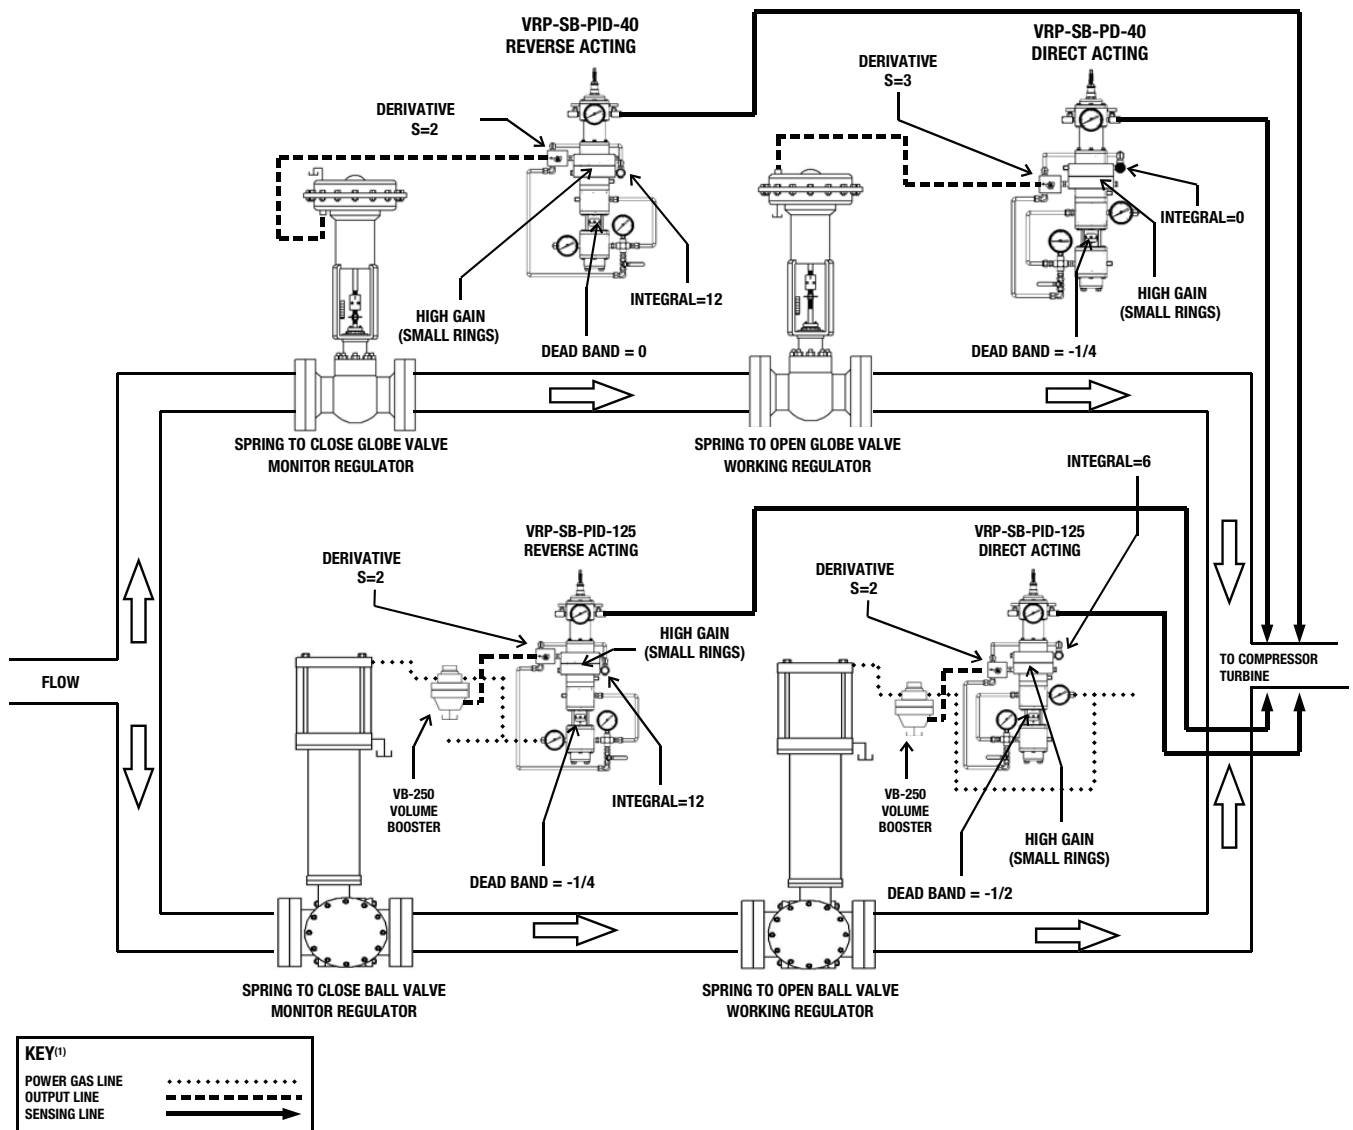 VRP-SB-PID-40
REVERSE ACTING
VRP-SB-PD-40
DIRECT ACTING
DERIVATIVE
S=2
DERIVATIVE
S=3
INTEGRAL=0
INTEGRAL=12
HIGH GAIN
(SMALL RINGS)
HIGH GAIN
(SMALL RINGS)
DEAD BAND = 0
DEAD BAND = -1/4
SPRING TO CLOSE GLOBE VALVE
MONITOR REGULATOR
SPRING TO OPEN GLOBE VALVE
WORKING REGULATOR
INTEGRAL=6
VRP-SB-PID-125
REVERSE ACTING
VRP-SB-PID-125
DIRECT ACTING
DERIVATIVE
S=2
DERIVATIVE
S=2
HIGH GAIN
(SMALL RINGS)
FLOW
TO COMPRESSOR
TURBINE
VB-250
VOLUME
BOOSTER
INTEGRAL=12
VB-250
VOLUME
BOOSTER
HIGH GAIN
(SMALL RINGS)
DEAD BAND = -1/4
DEAD BAND = -1/2
SPRING TO CLOSE BALL VALVE
MONITOR REGULATOR
SPRING TO OPEN BALL VALVE
WORKING REGULATOR
KEY(1)
POWER GAS LINE
OUTPUT LINE
SENSING LINE